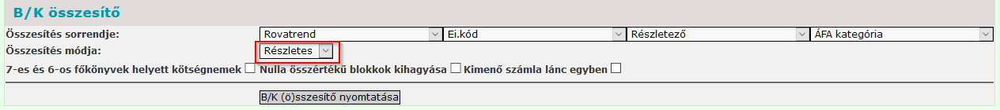 B/K összesítő
Összesítés sorrendje: Rovatrend Ei.kód Részletező ÁFA kategória
Összesítés módja: Részletes
7-es és 6-os főkönyvek helyett kötségnemek Nulla összértékű blokkok kihagyása Kimenő számla lánc egyben
B/K (ö)sszesítő nyomtatása